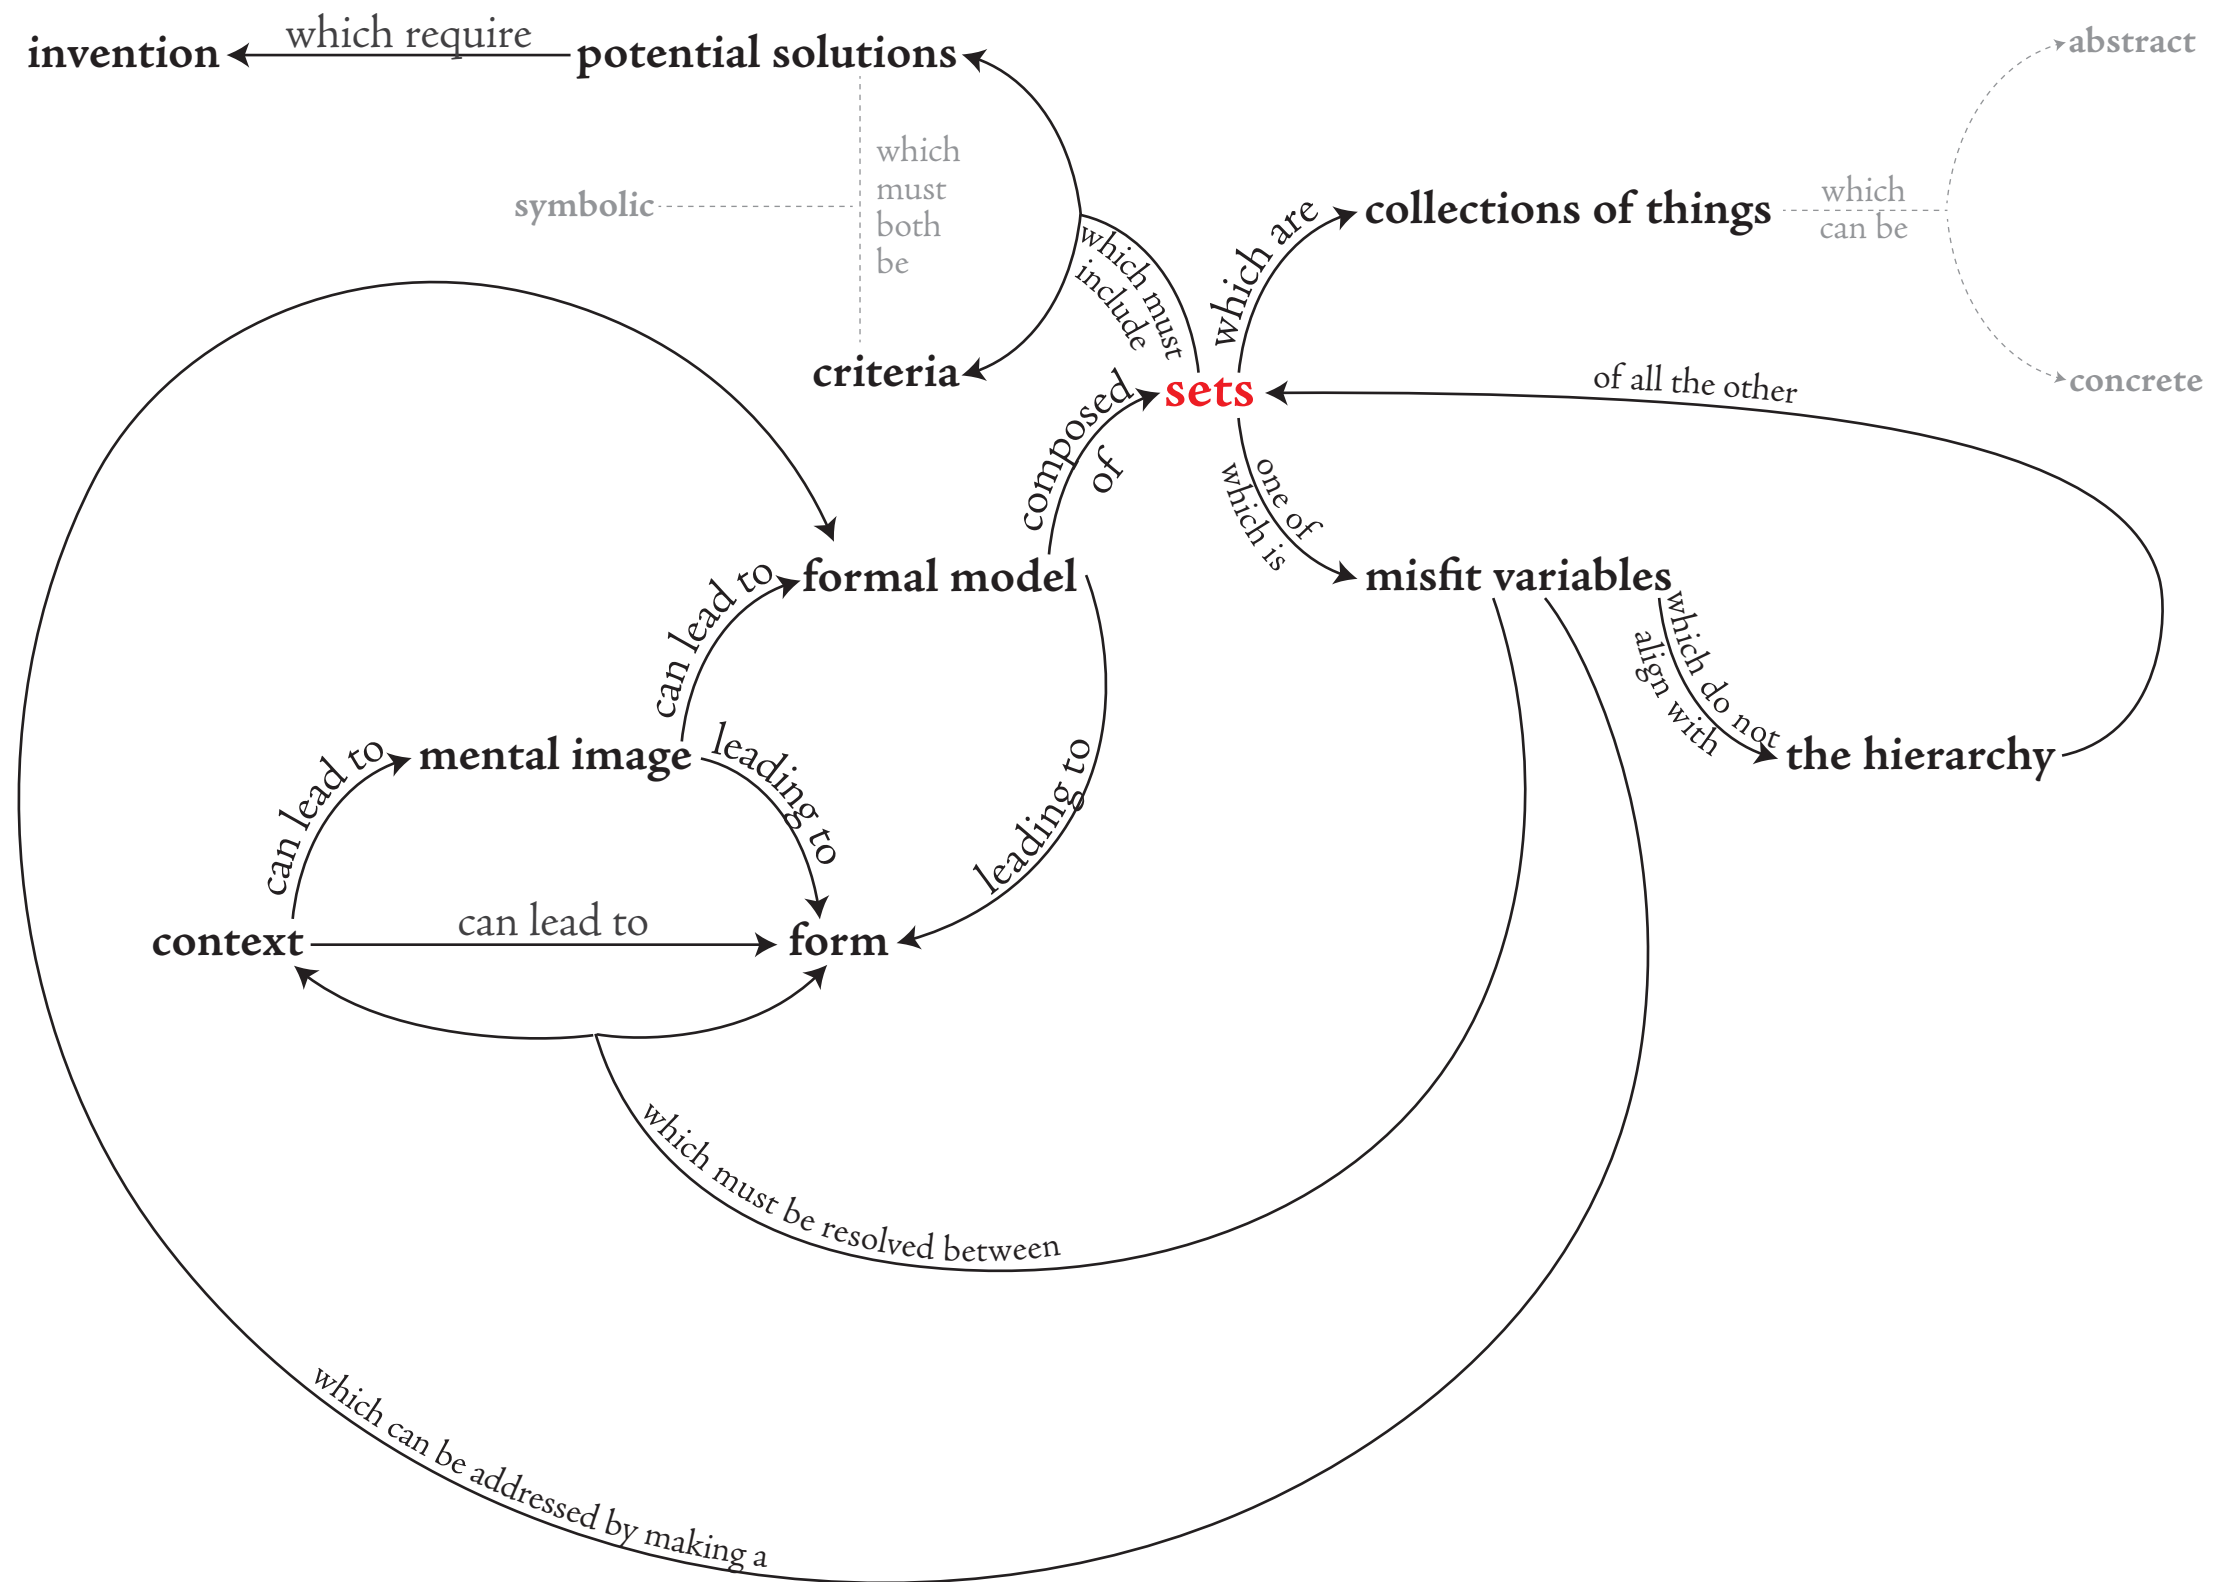 invention
which require
potential solutions
abstract
which
must
both
be
symbolic
which
can be
collections of things
which are
which must
include
criteria
sets
concrete
of all the other
composed
of
one of
which is
formal model
can lead to
misfit variables
which do not
align with
mental image
can lead to
leading to
leading to
the hierarchy
context
can lead to
form
which must be resolved between
which can be addressed by making a